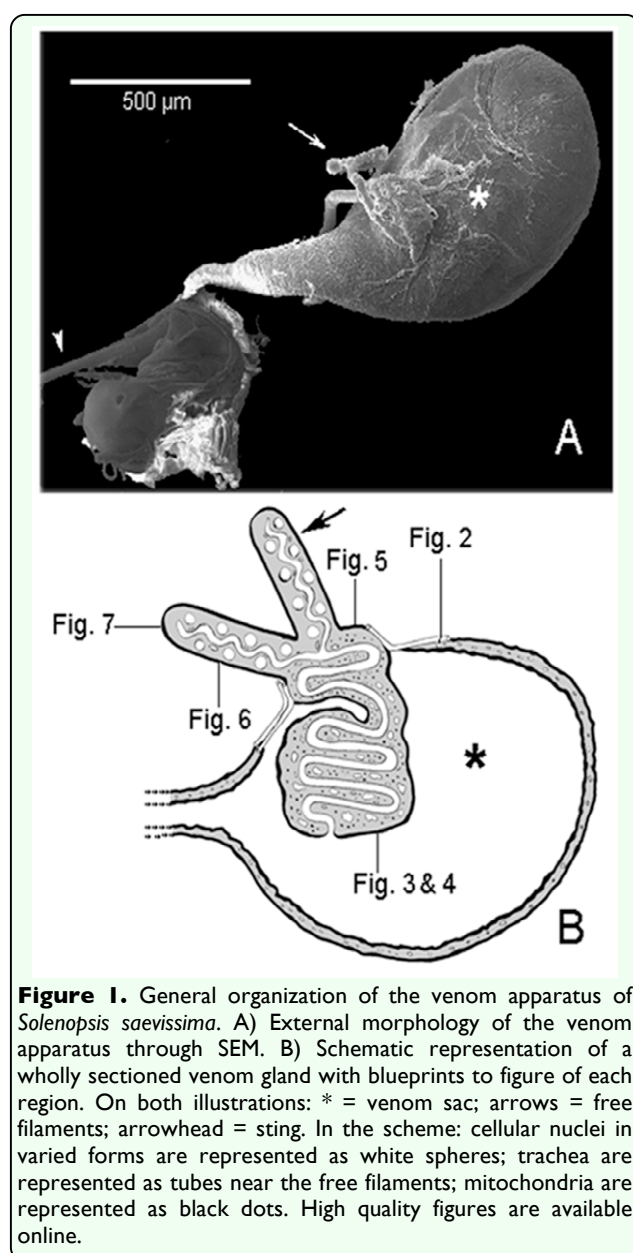 500 µm
*
A
Fig. 2
Fig. 5
Fig. 7
Fig. 6
*
Fig. 3 & 4
B
Figure 1. General organization of the venom apparatus of
Solenopsis saevissima. A) External morphology of the venom
apparatus through SEM. B) Schematic representation of a
wholly sectioned venom gland with blueprints to figure of each
region. On both illustrations: * = venom sac; arrows = free
filaments; arrowhead = sting. In the scheme: cellular nuclei in
varied forms are represented as white spheres; trachea are
represented as tubes near the free filaments; mitochondria are
represented as black dots. High quality figures are available
online.